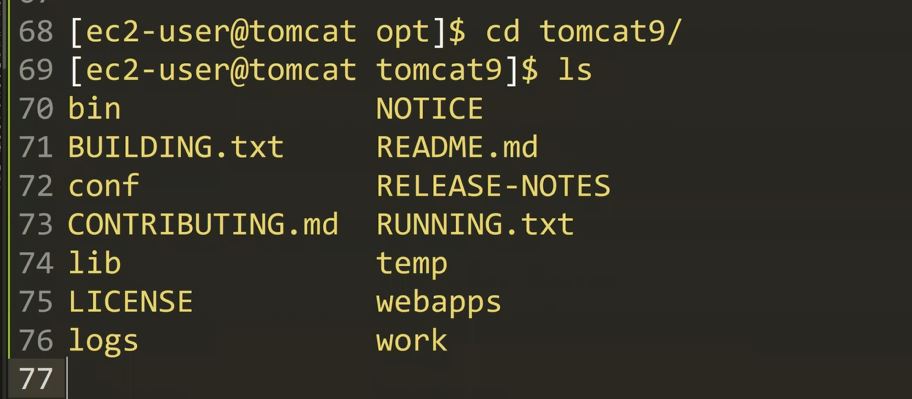 68 [ec2-user@tomcat opt]$ cd tomcat9/
69 [ec2-user@tomcat tomcat9]$ ls
70 bin              NOTICE
71 BUILDING.txt     README.md
72 conf             RELEASE-NOTES
73 CONTRIBUTING.md  RUNNING.txt
74 lib              temp
75 LICENSE          webapps
76 logs             work
77